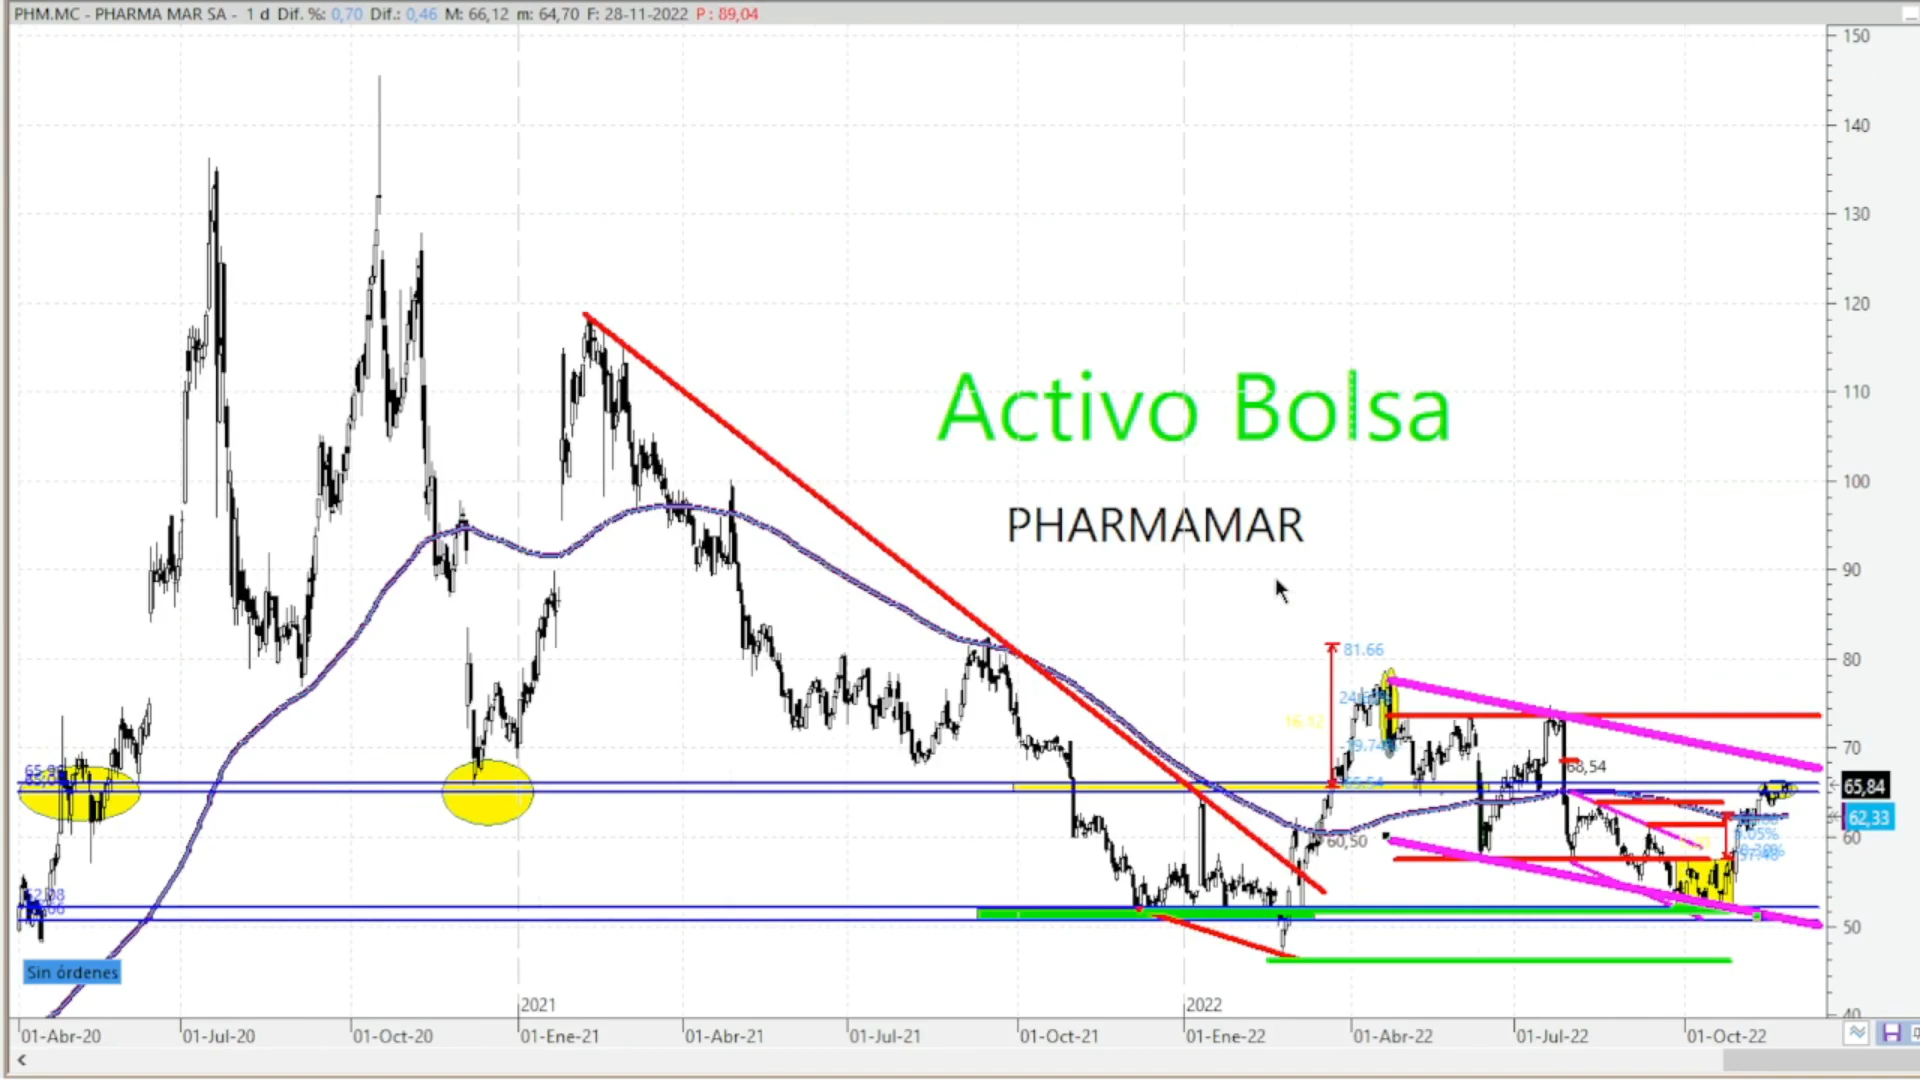 PHM.MC - PHARMA MAR SA - 1 d Dif. %: 0,70 Dif.: 0,46 M: 66,12 m: 64,70 F: 28-11-2022 P : 89,04
150
140
130
120
110
100
90
80
70
60
50
40
Activo Bolsa
PHARMAMAR
81.66
16.12
68,54
65,84
62,33
60,50
Sin órdenes
2021
2022
01-Abr-20
01-Jul-20
01-Oct-20
01-Ene-21
01-Abr-21
01-Jul-21
01-Oct-21
01-Ene-22
01-Abr-22
01-Jul-22
01-Oct-22